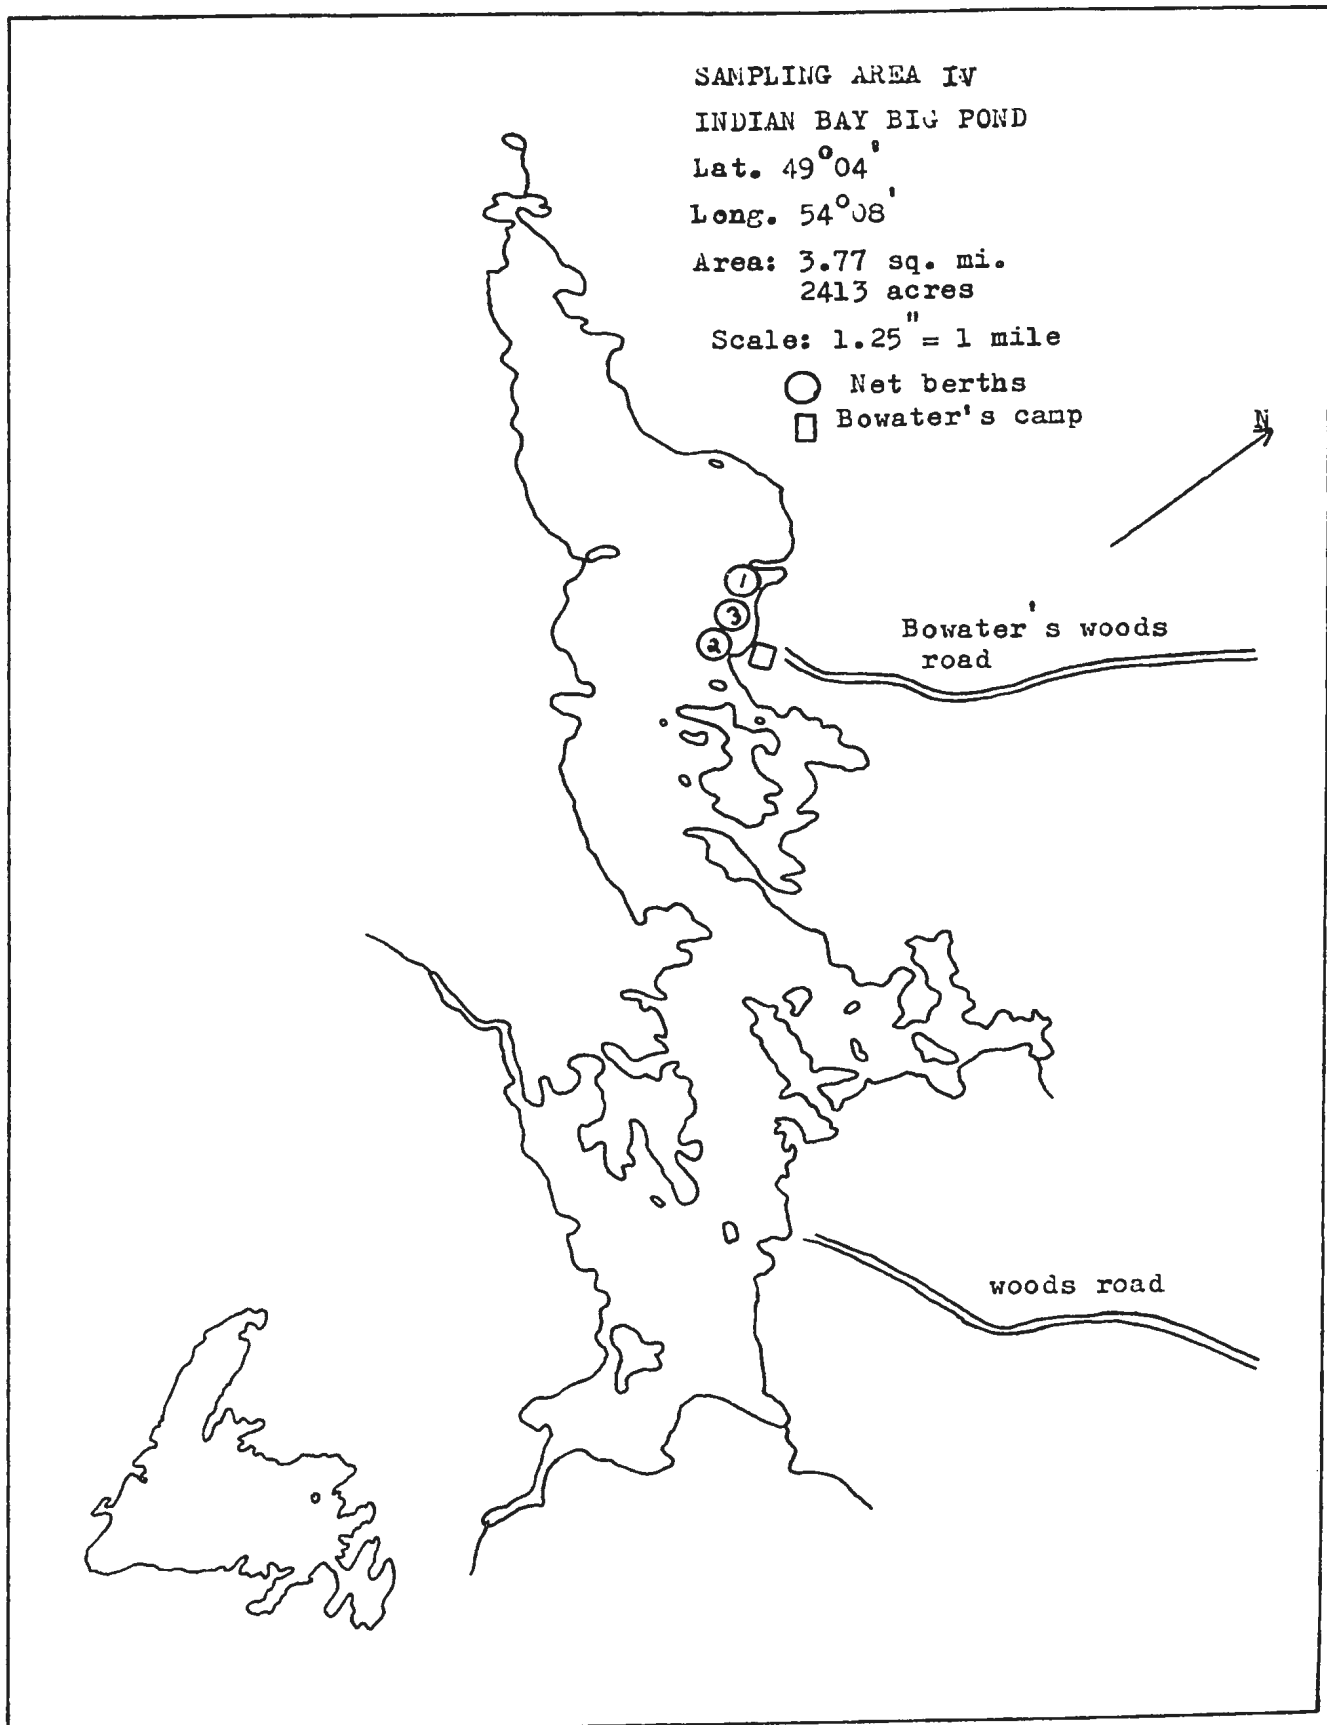 SAMPLING AREA IV
INDIAN BAY BIG POND
Lat. 49°04'
Long. 54°08'
Area: 3.77 sq. mi.
2413 acres
Scale: 1.25"= 1 mile
Net berths
Bowater's camp
N
1
3
2
Bowater's woods
road
woods road